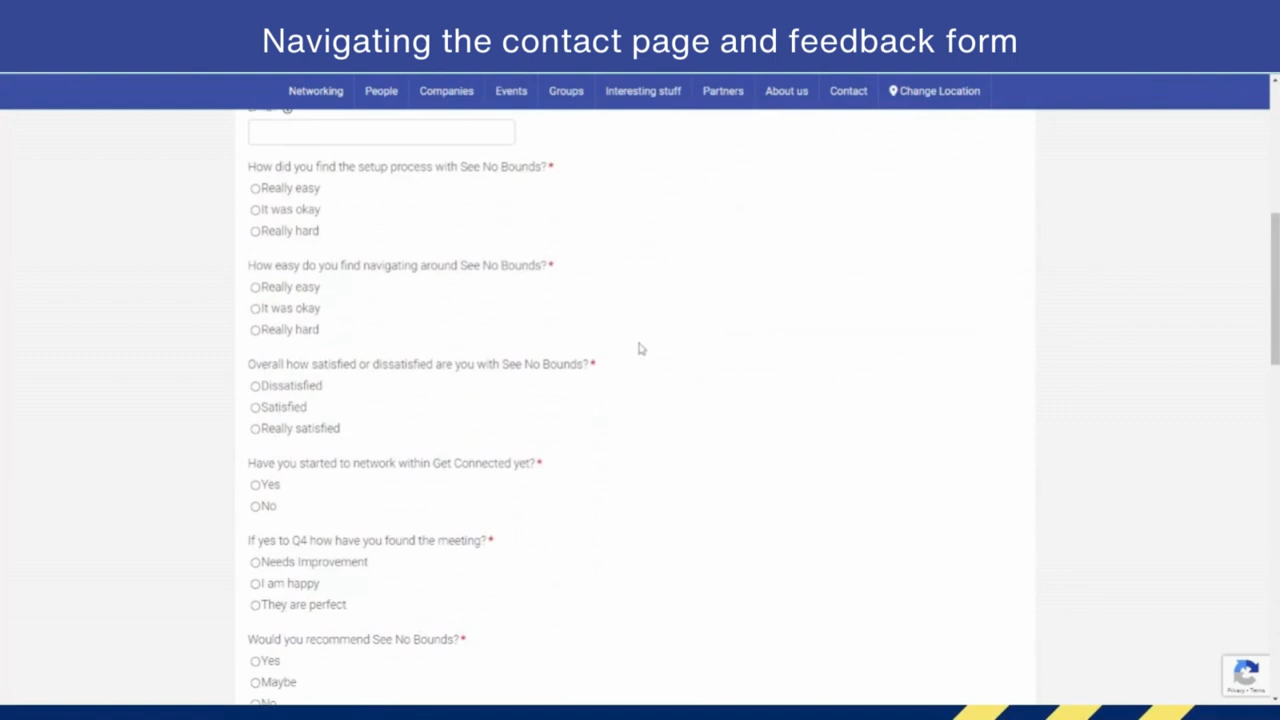 Navigating the contact page and feedback form
Networking People Companies Events Groups Interesting stuff Partners About us Contact Change Location
How did you find the setup process with See No Bounds?*
Really easy
It was okay
Really hard
How easy do you find navigating around See No Bounds?*
Really easy
It was okay
Really hard
Overall how satisfied or dissatisfied are you with See No Bounds?*
Dissatisfied
Satisfied
Really satisfied
Have you started to network within Get Connected yet?*
Yes
No
If yes to Q4 how have you found the meeting?*
Needs Improvement
I am happy
They are perfect
Would you recommend See No Bounds?*
Yes
Maybe
No
Privacy - Terms